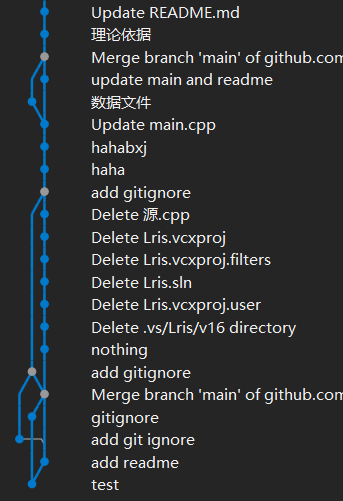 Update README.md
理论依据
Merge branch 'main' of github.com
update main and readme
数据文件
Update main.cpp
hahabxj
haha
add gitignore
Delete 源.cpp
Delete Lris.vcxproj
Delete Lris.vcxproj.filters
Delete Lris.sln
Delete Lris.vcxproj.user
Delete .vs/Lris/v16 directory
nothing
add gitignore
Merge branch 'main' of github.com
gitignore
add git ignore
add readme
test